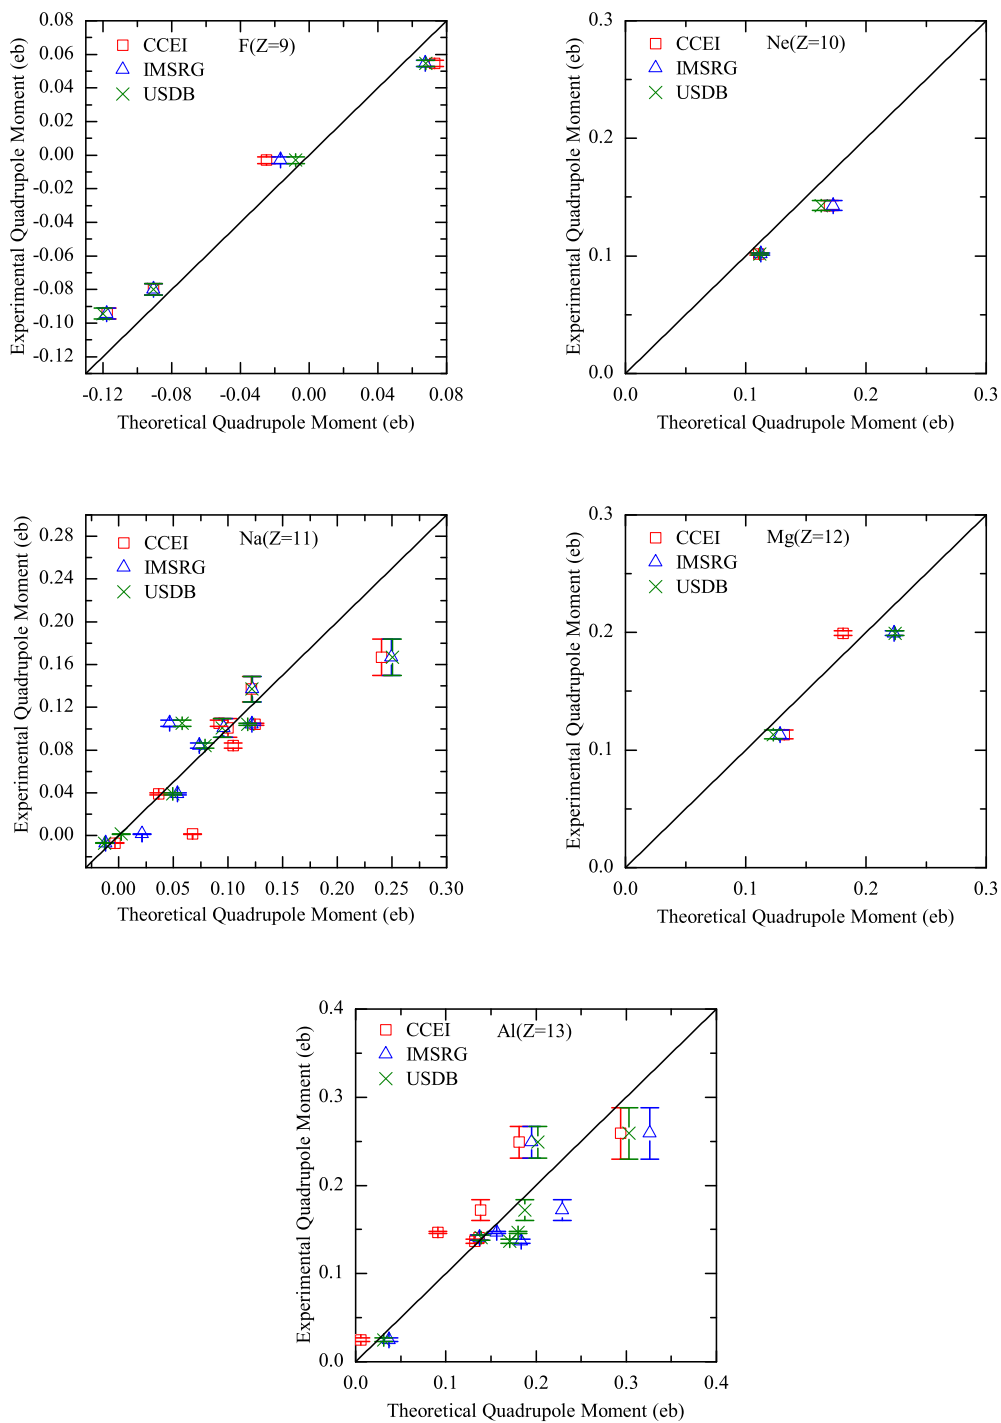 F(Z=9)
CCEI
IMSRG
USDB
0.08
0.06
0.04
0.02
0.00
-0.02
-0.04
-0.06
-0.08
-0.10
-0.12
-0.12
-0.08
-0.04
0.00
0.04
0.08
Experimental Quadrupole Moment (eb)
Theoretical Quadrupole Moment (eb)
Ne(Z=10)
CCEI
IMSRG
USDB
0.3
0.2
0.1
0.0
0.0
0.1
0.2
0.3
Experimental Quadrupole Moment (eb)
Theoretical Quadrupole Moment (eb)
Na(Z=11)
CCEI
IMSRG
USDB
0.28
0.24
0.20
0.16
0.12
0.08
0.04
0.00
0.00
0.05
0.10
0.15
0.20
0.25
0.30
Experimental Quadrupole Moment (eb)
Theoretical Quadrupole Moment (eb)
Mg(Z=12)
CCEI
IMSRG
USDB
0.3
0.2
0.1
0.0
0.0
0.1
0.2
0.3
Experimental Quadrupole Moment (eb)
Theoretical Quadrupole Moment (eb)
Al(Z=13)
CCEI
IMSRG
USDB
0.4
0.3
0.2
0.1
0.0
0.0
0.1
0.2
0.3
0.4
Experimental Quadrupole Moment (eb)
Theoretical Quadrupole Moment (eb)